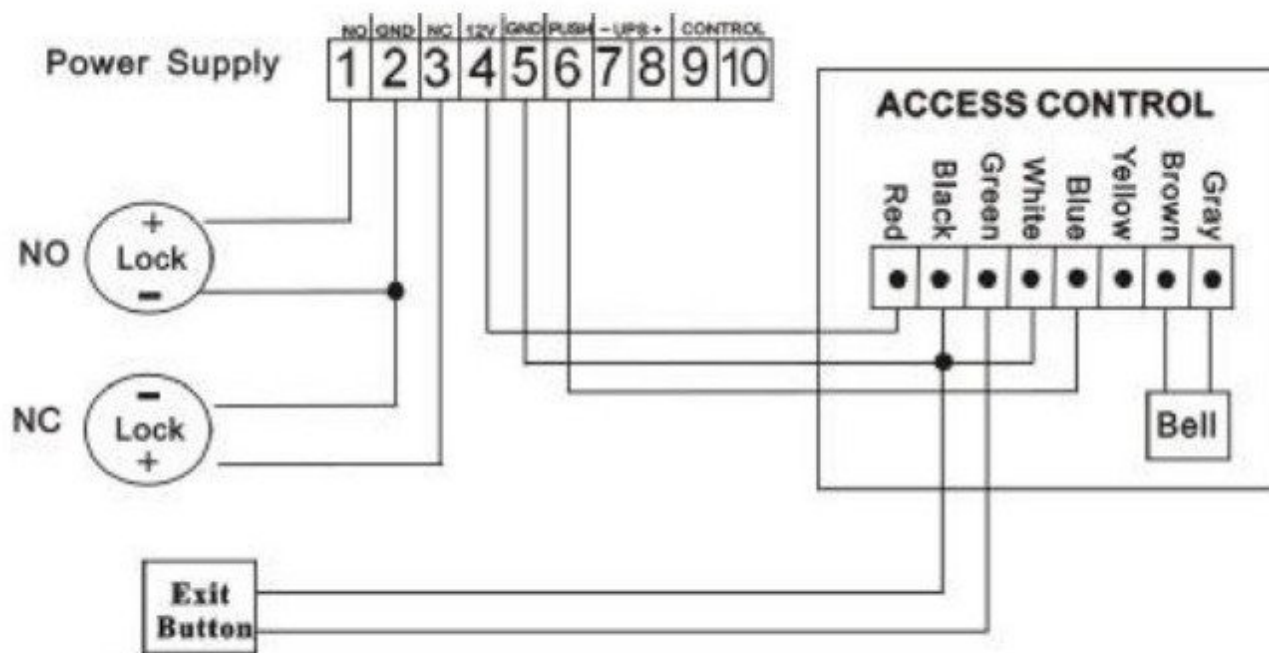 NO GND NC 12V GND PUSH - UPS + CONTROL
Power Supply 1 2 3 4 5 6 7 8 9 10
ACCESS CONTROL
Red Black Green White Blue Yellow Brown Gray
+
NO Lock
-
-
NC Lock
+
Bell
Exit
Button